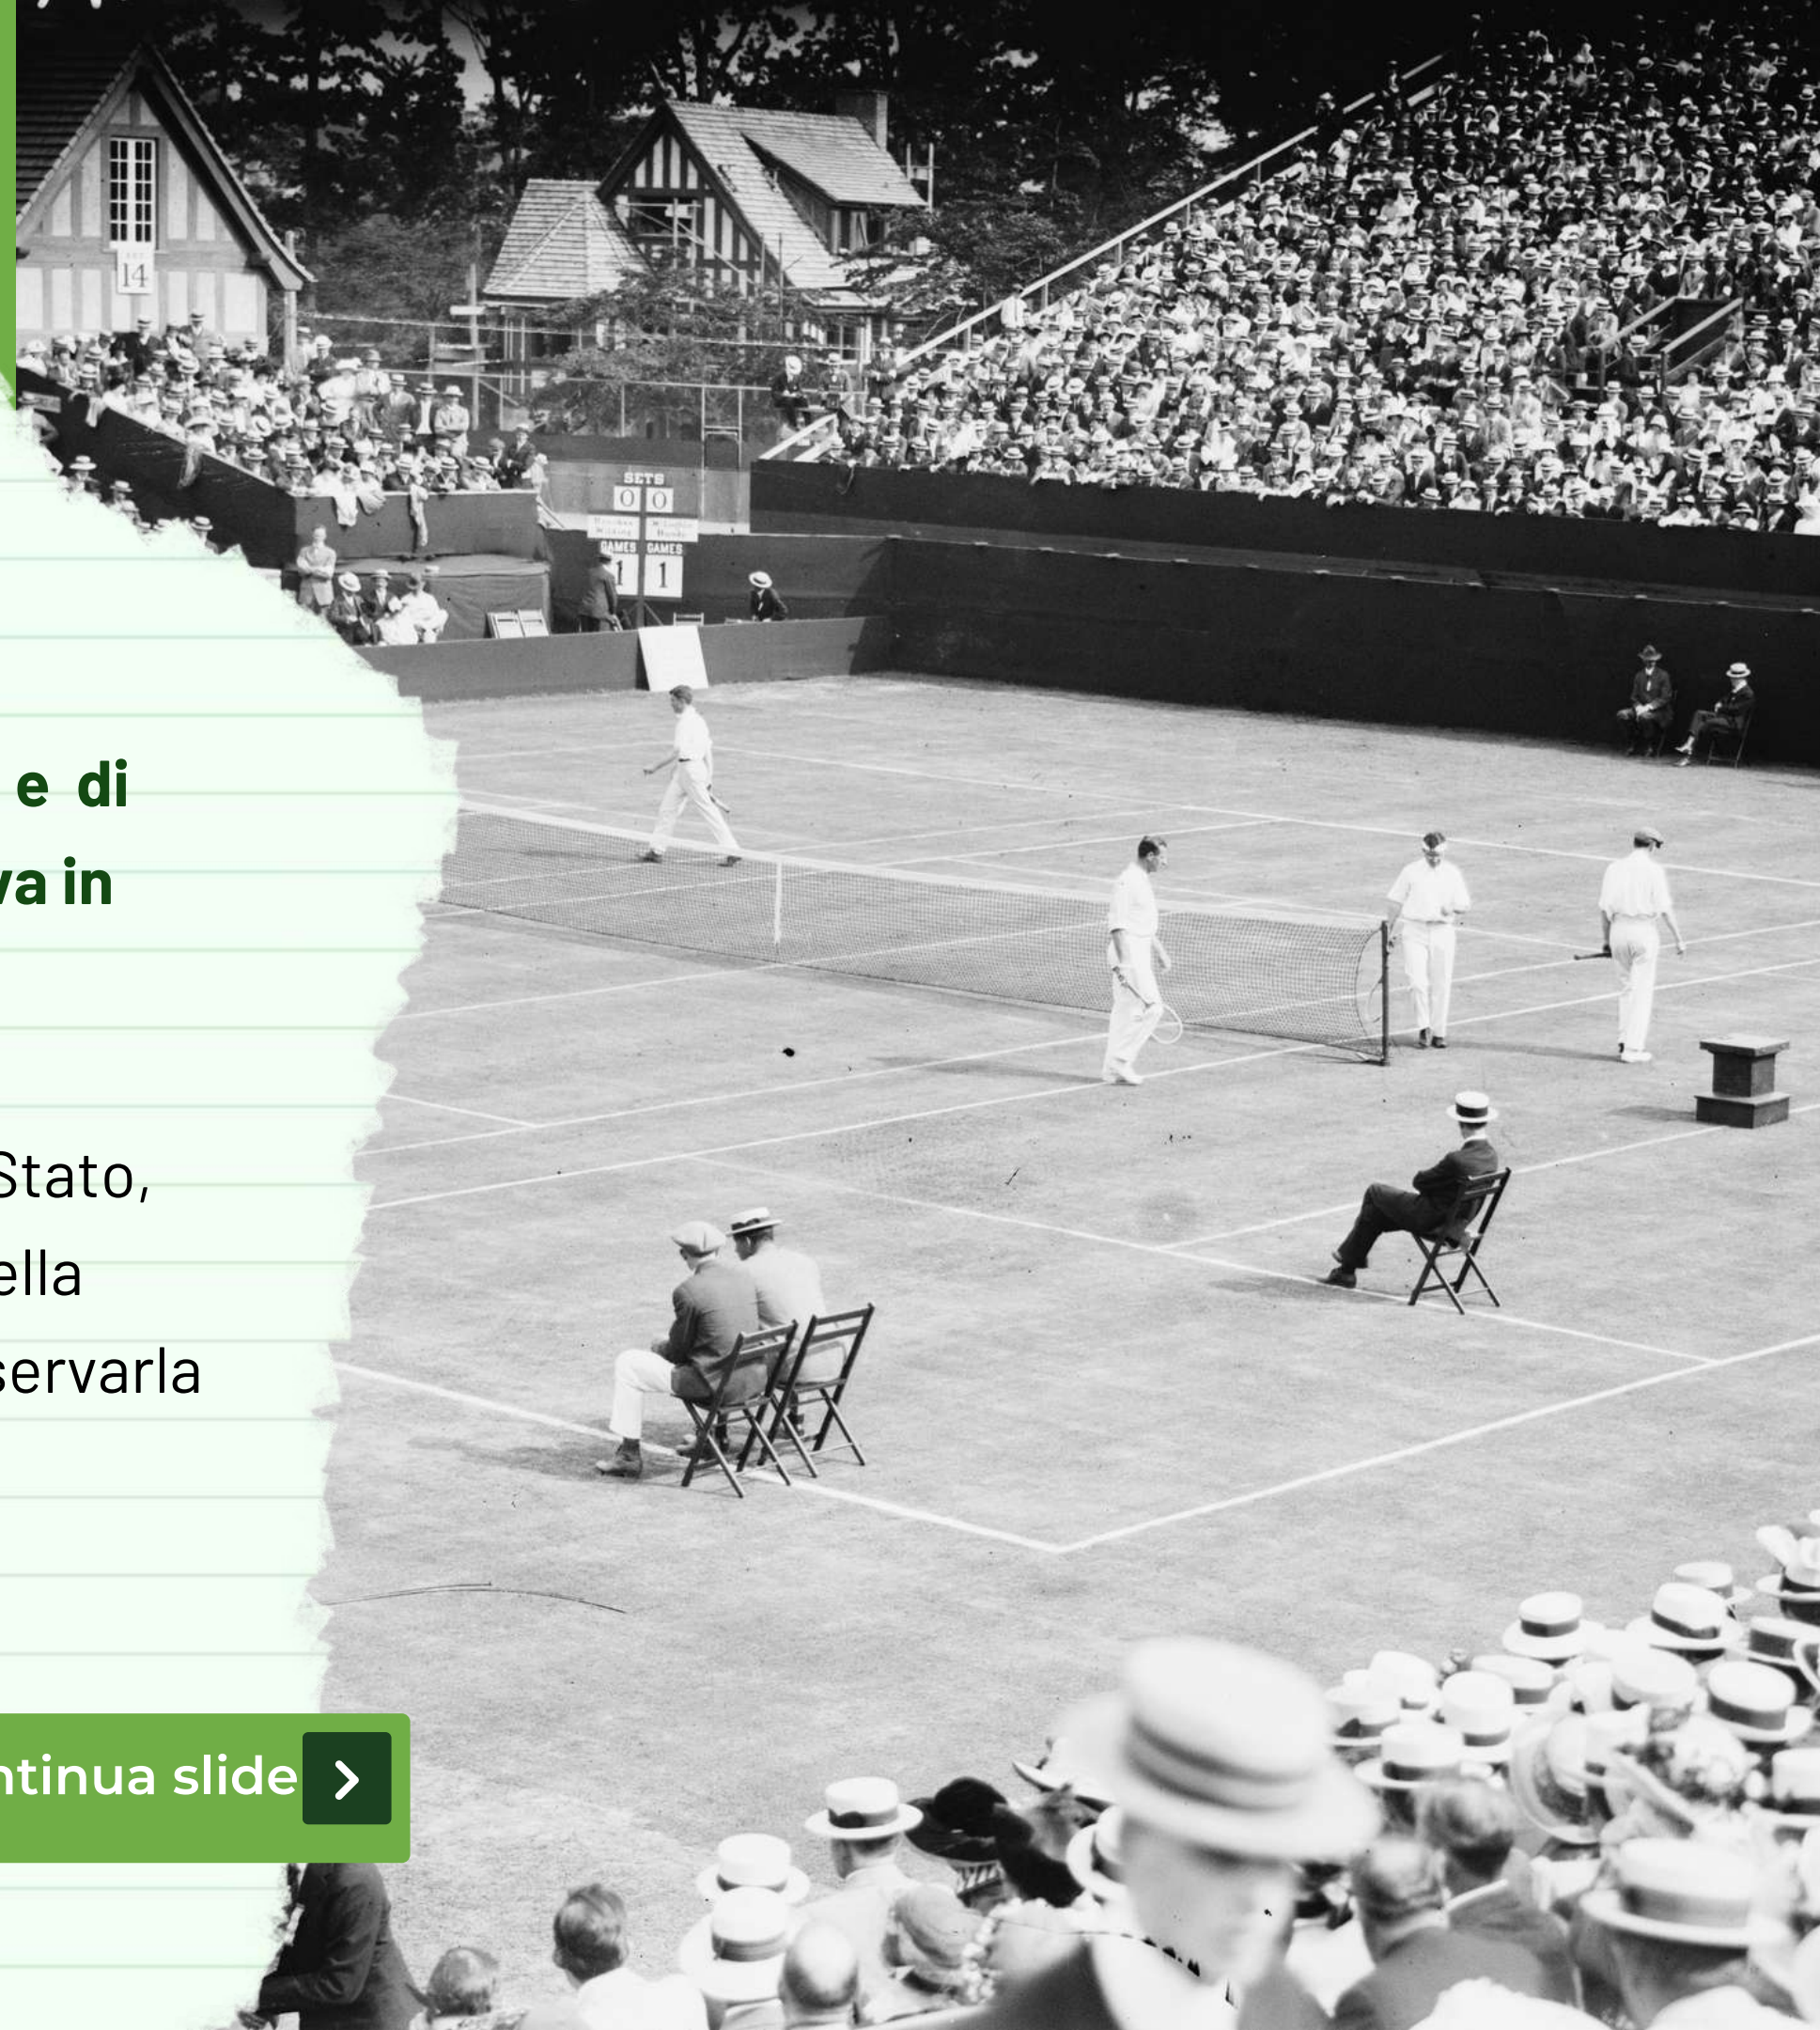 14
SETS
0 0
GAMES GAMES
1 1
e di
va in
Stato,
ella
servarla
ntinua slide